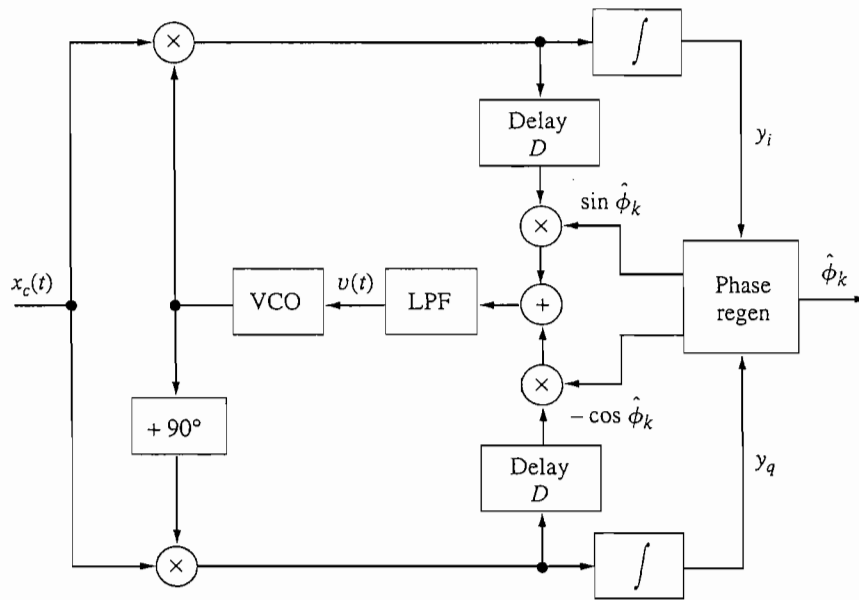 ×
∫
Delay
D
y_i
sin φ̂_k
×
x_c(t)
VCO
v(t)
LPF
+
Phase
regen
φ̂_k
×
− cos φ̂_k
+ 90°
Delay
D
y_q
×
∫